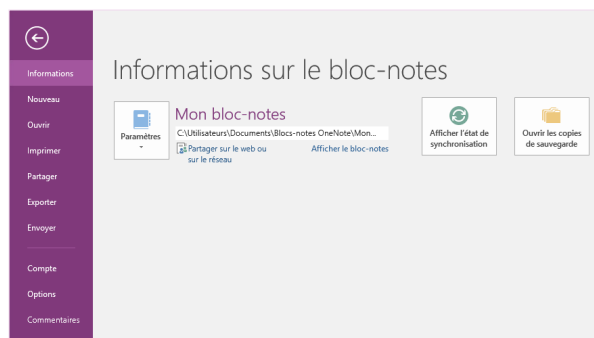 Informations
Nouveau
Ouvrir
Imprimer
Partager
Exporter
Envoyer
Compte
Options
Commentaires
Informations sur le bloc-notes
Paramètres
Mon bloc-notes
C:\Utilisateurs\Documents\Blocs-notes OneNote\Mon...
Partager sur le web ou
sur le réseau
Afficher le bloc-notes
Afficher l'état de
synchronisation
Ouvrir les copies
de sauvegarde